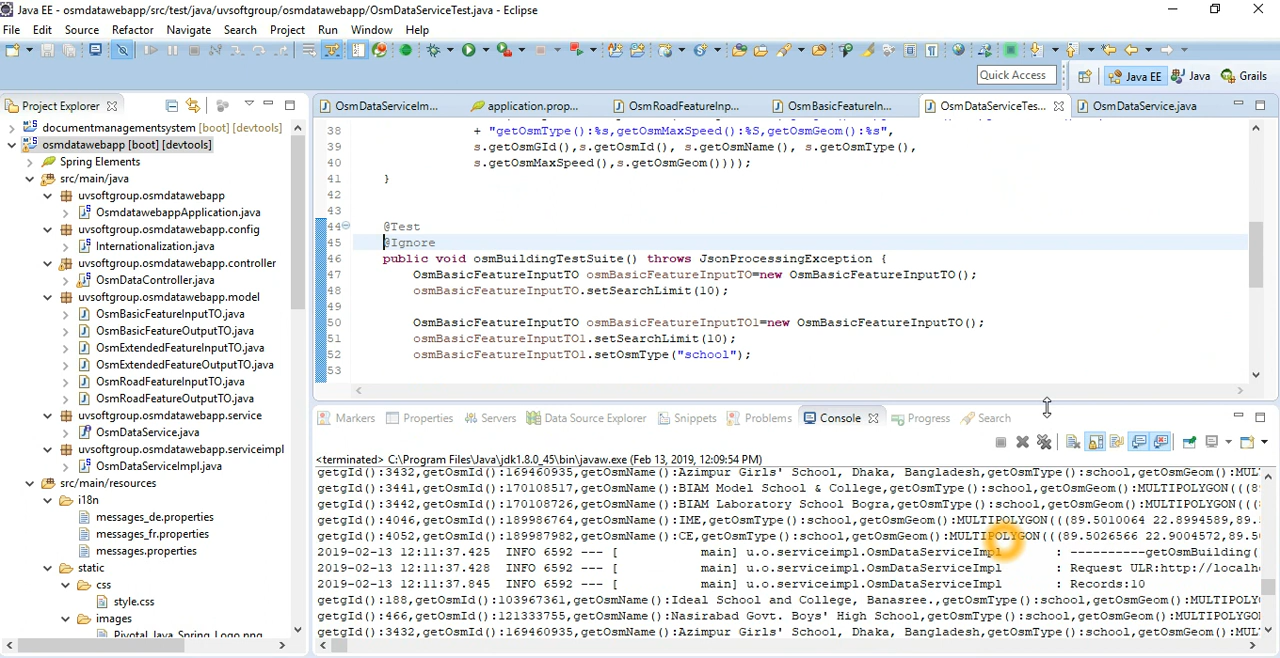 Java EE - osmdatawebapp/src/test/java/uvsoftgroup/osmdatawebapp/OsmDataServiceTest.java - Eclipse
File Edit Source Refactor Navigate Search Project Run Window Help
Quick Access Java EE Java Grails
Project Explorer
documentmanagementsystem [boot] [devtools]
osmdatawebapp [boot] [devtools]
Spring Elements
src/main/java
uvsoftgroup.osmdatawebapp
OsmdatawebappApplication.java
uvsoftgroup.osmdatawebapp.config
Internationalization.java
uvsoftgroup.osmdatawebapp.controller
OsmDataController.java
uvsoftgroup.osmdatawebapp.model
OsmBasicFeatureInputTO.java
OsmBasicFeatureOutputTO.java
OsmExtendedFeatureInputTO.java
OsmExtendedFeatureOutputTO.java
OsmRoadFeatureInputTO.java
OsmRoadFeatureOutputTO.java
uvsoftgroup.osmdatawebapp.service
OsmDataService.java
uvsoftgroup.osmdatawebapp.serviceimpl
OsmDataServiceImpl.java
src/main/resources
i18n
messages_de.properties
messages_fr.properties
messages.properties
static
css
style.css
images
Pivotal_Java_Spring_Logo.png
OsmDataServiceIm... application.prop... OsmRoadFeatureInp... OsmBasicFeatureIn... OsmDataServiceTes... OsmDataService.java
38 + "getOsmType():%s,getOsmMaxSpeed():%S,getOsmGeom():%s",
39 s.getOsmGId(),s.getOsmId(), s.getOsmName(), s.getOsmType(),
40 s.getOsmMaxSpeed(),s.getOsmGeom())));
41 }
42
43
44 @Test
45 @Ignore
46 public void osmBuildingTestSuite() throws JsonProcessingException {
47 OsmBasicFeatureInputTO osmBasicFeatureInputTO=new OsmBasicFeatureInputTO();
48 osmBasicFeatureInputTO.setSearchLimit(10);
49
50 OsmBasicFeatureInputTO osmBasicFeatureInputTO1=new OsmBasicFeatureInputTO();
51 osmBasicFeatureInputTO1.setSearchLimit(10);
52 osmBasicFeatureInputTO1.setOsmType("school");
53
Markers Properties Servers Data Source Explorer Snippets Problems Console Progress Search
<terminated> C:\Program Files\Java\jdk1.8.0_45\bin\javaw.exe (Feb 13, 2019, 12:09:54 PM)
getgId():3432,getOsmId():169460935,getOsmName():Azimpur Girls' School, Dhaka, Bangladesh,getOsmType():school,getOsmGeom():MUL
getgId():3441,getOsmId():170108517,getOsmName():BIAM Model School & College,getOsmType():school,getOsmGeom():MULTIPOLYGON(((8
getgId():3442,getOsmId():170108726,getOsmName():BIAM Laboratory School Bogra,getOsmType():school,getOsmGeom():MULTIPOLYGON(((
getgId():4046,getOsmId():189986764,getOsmName():IME,getOsmType():school,getOsmGeom():MULTIPOLYGON(((89.5010064 22.8994589,89.
getgId():4052,getOsmId():189987592,getOsmName():CE,getOsmType():school,getOsmGeom():MULTIPOLYGON(((89.5026566 22.9004572,89.5
2019-02-13 12:11:37.425 INFO 6592 --- [ main] u.o.serviceimpl.OsmDataServiceImpl : ----------getOsmBuilding(
2019-02-13 12:11:37.428 INFO 6592 --- [ main] u.o.serviceimpl.OsmDataServiceImpl : Request ULR:http://localh
2019-02-13 12:11:37.845 INFO 6592 --- [ main] u.o.serviceimpl.OsmDataServiceImpl : Records:10
getgId():188,getOsmId():103967361,getOsmName():Ideal School and College, Banasree.,getOsmType():school,getOsmGeom():MULTIPOLY
getgId():466,getOsmId():121333755,getOsmName():Nasirabad Govt. Boys' High School,getOsmType():school,getOsmGeom():MULTIPOLYGO
getgId():3432,getOsmId():169460935,getOsmName():Azimpur Girls' School, Dhaka, Bangladesh,getOsmType():school,getOsmGeom():MUL